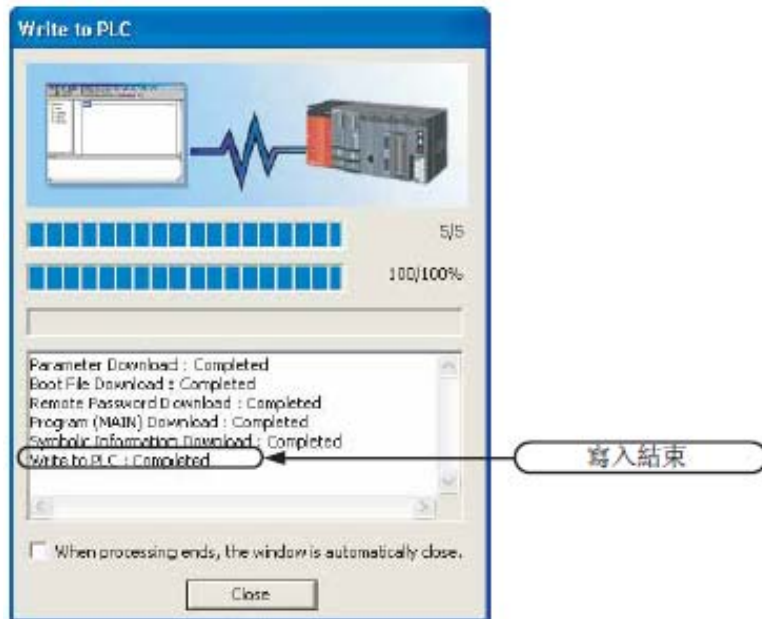 Write to PLC
5/5
100/100%
Parameter Download : Completed
Boot File Download : Completed
Remote Password Download : Completed
Program (MAIN) Download : Completed
Symbolic Information Download : Completed
Write to PLC : Completed
寫入結束
When processing ends, the window is automatically close.
Close